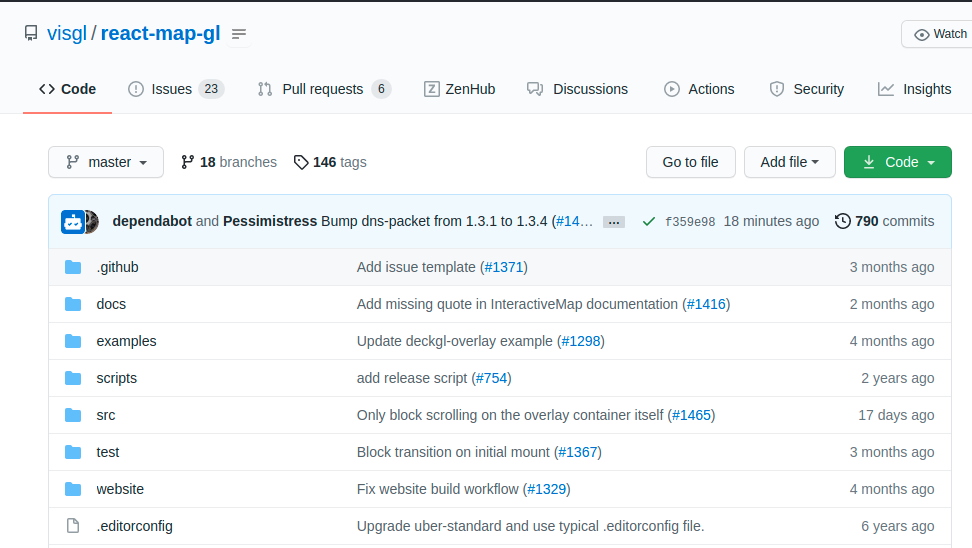 visgl / react-map-gl
Watch
Code Issues 23 Pull requests 6 ZenHub Discussions Actions Security Insights
master 18 branches 146 tags Go to file Add file Code
dependabot and Pessimistress Bump dns-packet from 1.3.1 to 1.3.4 (#14… ... f359e98 18 minutes ago 790 commits
.github Add issue template (#1371) 3 months ago
docs Add missing quote in InteractiveMap documentation (#1416) 2 months ago
examples Update deckgl-overlay example (#1298) 4 months ago
scripts add release script (#754) 2 years ago
src Only block scrolling on the overlay container itself (#1465) 17 days ago
test Block transition on initial mount (#1367) 3 months ago
website Fix website build workflow (#1329) 4 months ago
.editorconfig Upgrade uber-standard and use typical .editorconfig file. 6 years ago